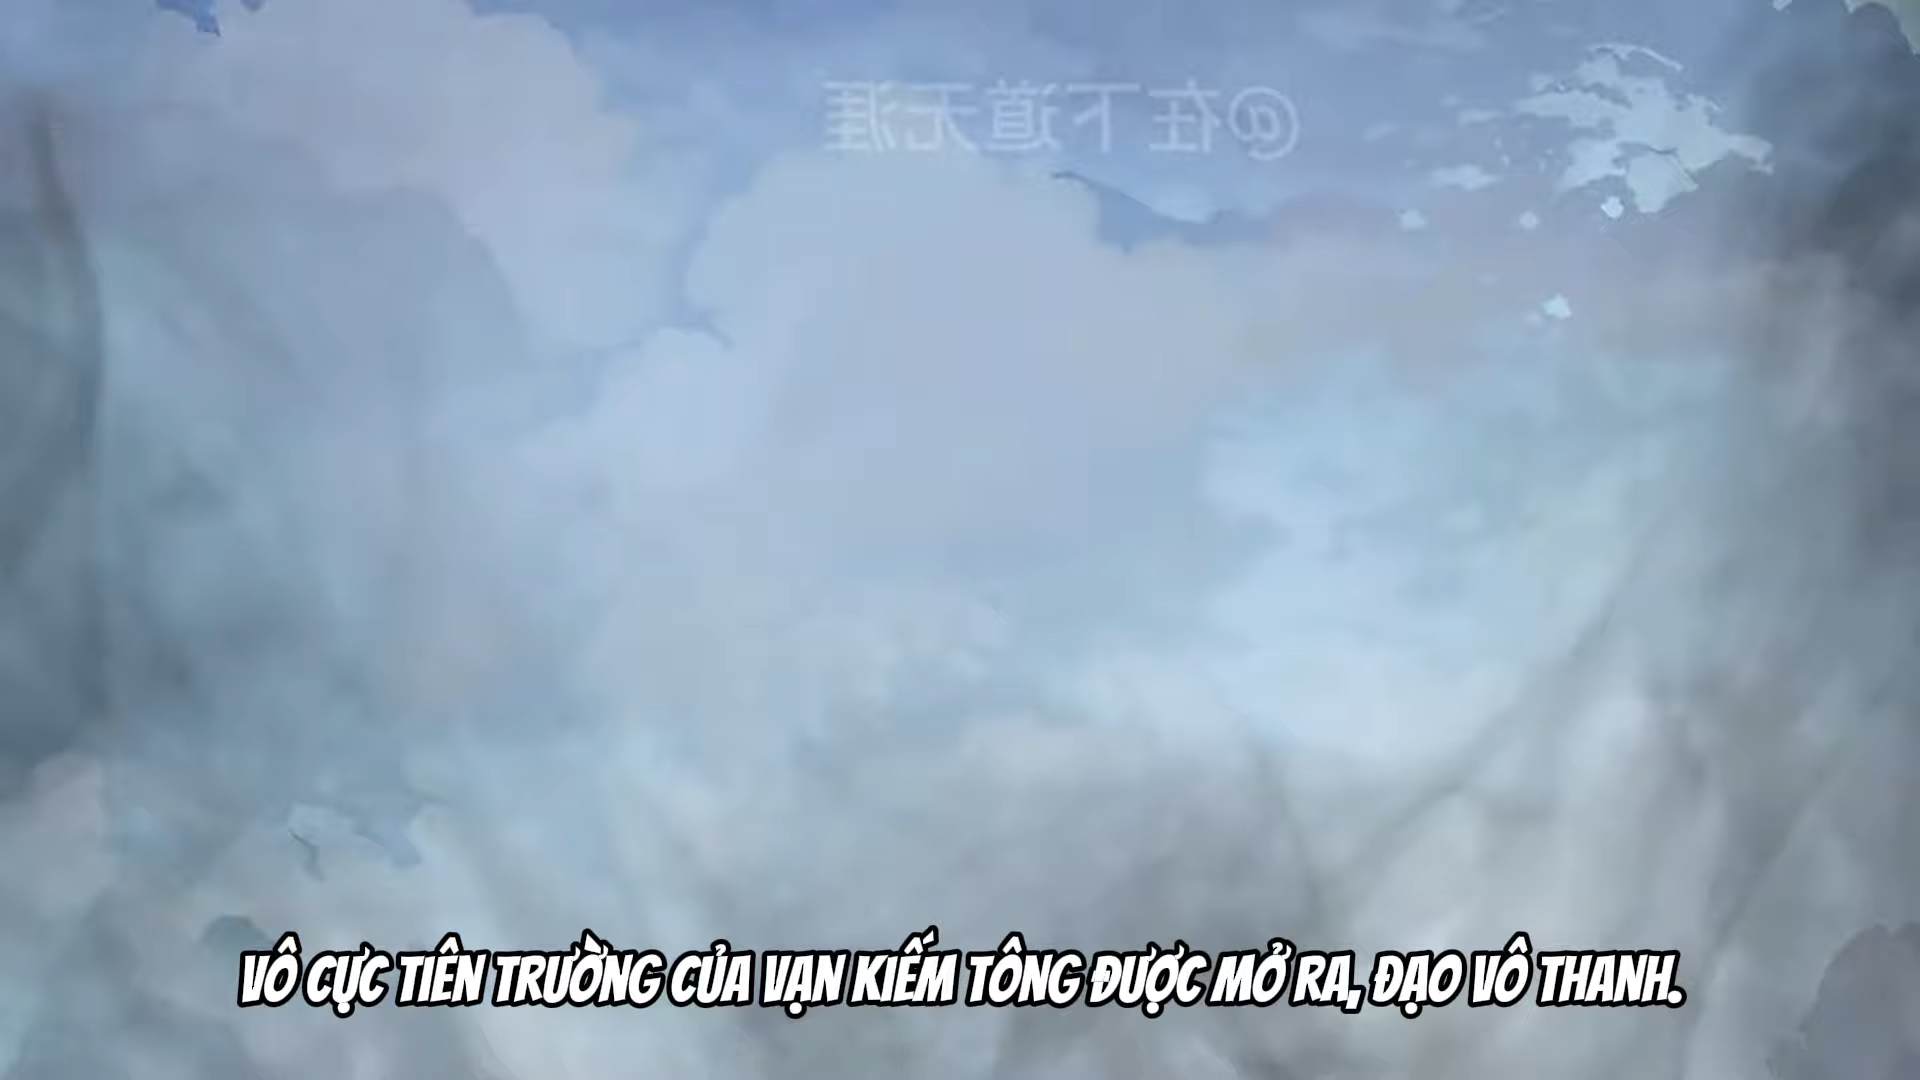 @在下道无涯
VÔ CỰC TIÊN TRƯỜNG CỦA VẠN KIẾM TÔNG ĐƯỢC MỞ RA, ĐẠO VÔ THANH.